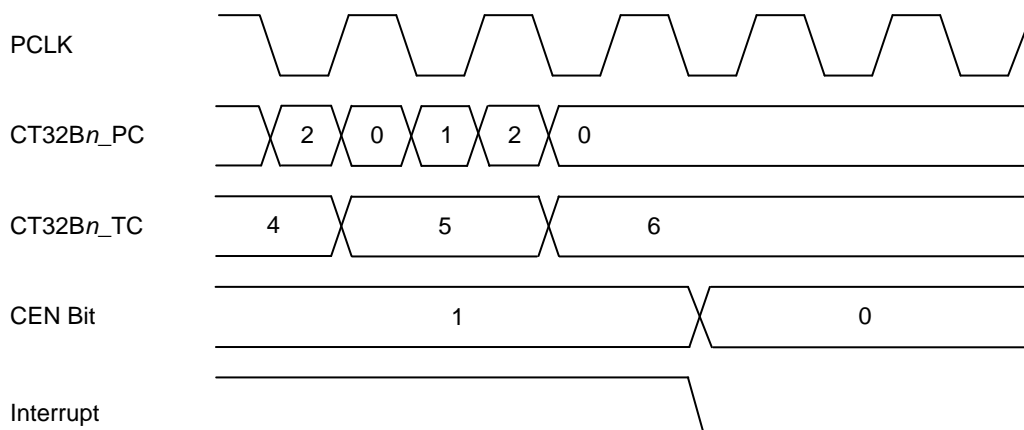 PCLK
CT32Bn_PC 2 0 1 2 0
CT32Bn_TC 4 5 6
CEN Bit 1 0
Interrupt